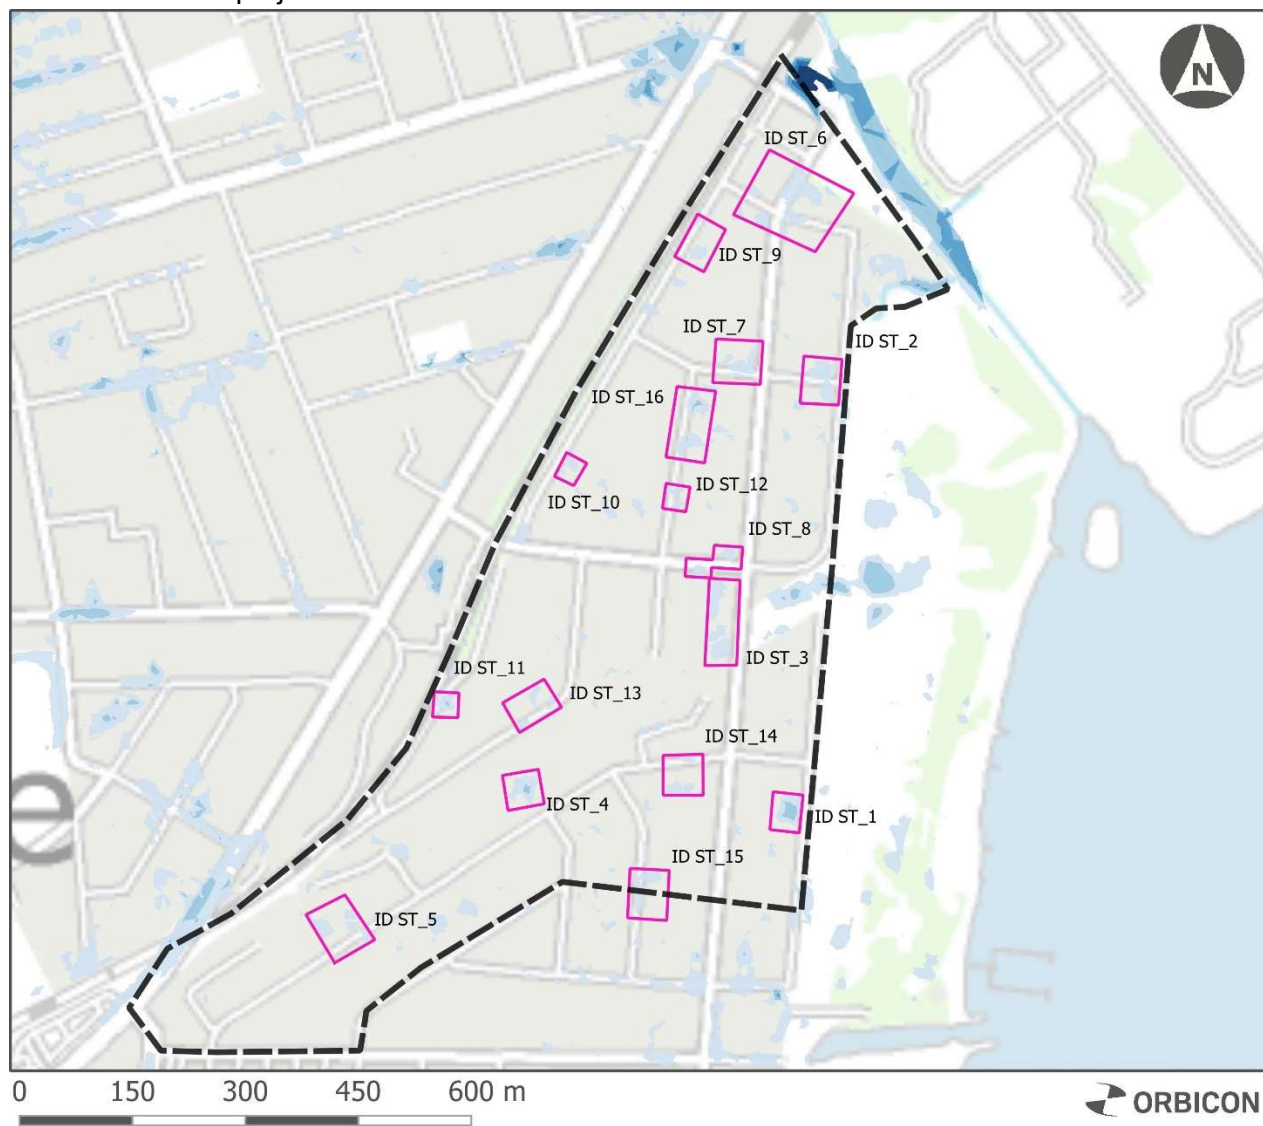 N
ID ST_6
ID ST_9
ID ST_7
ID ST_2
ID ST_16
ID ST_12
ID ST_10
ID ST_8
ID ST_3
ID ST_11
ID ST_13
ID ST_14
ID ST_4
ID ST_1
e
ID ST_15
ID ST_5
0 150 300 450 600 m
ORBICON